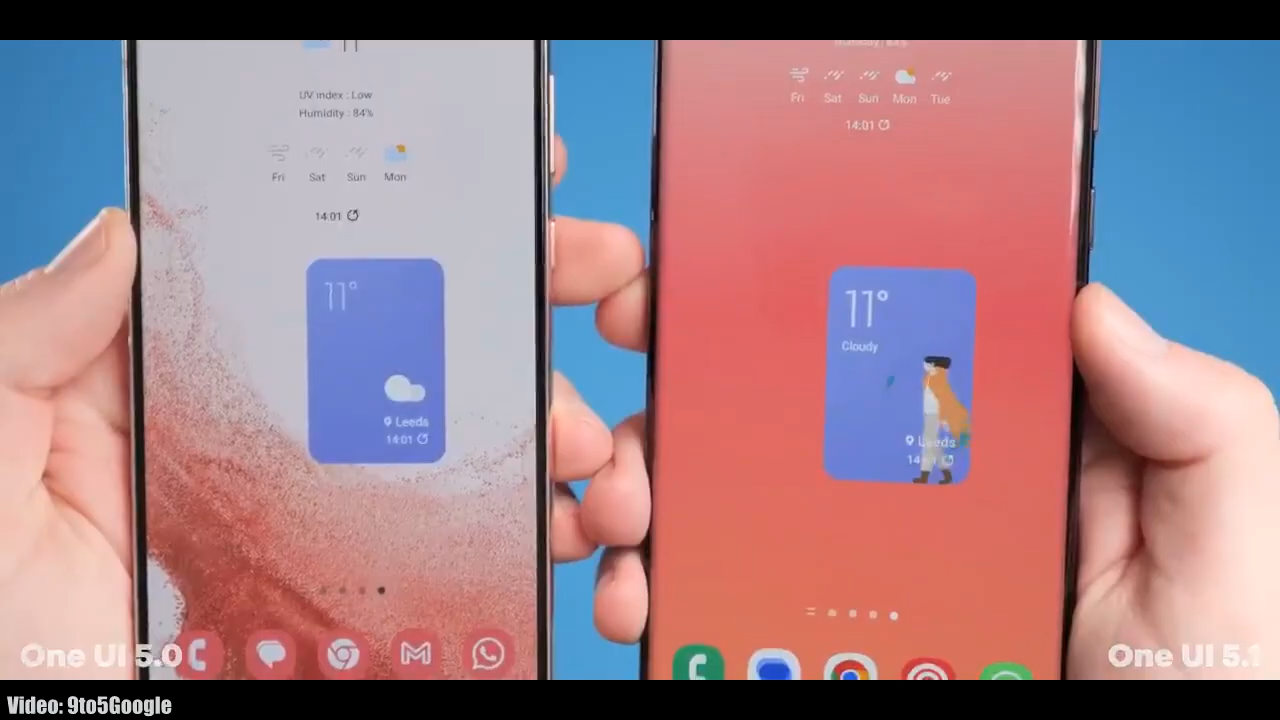 UV index : Low
Humidity : 84%
Fri Sat Sun Mon
14:01
11°
Leeds
14:01
One UI 5.0
Fri Sat Sun Mon Tue
14:01
11°
Cloudy
Leeds
One UI 5.1
Video: 9to5Google